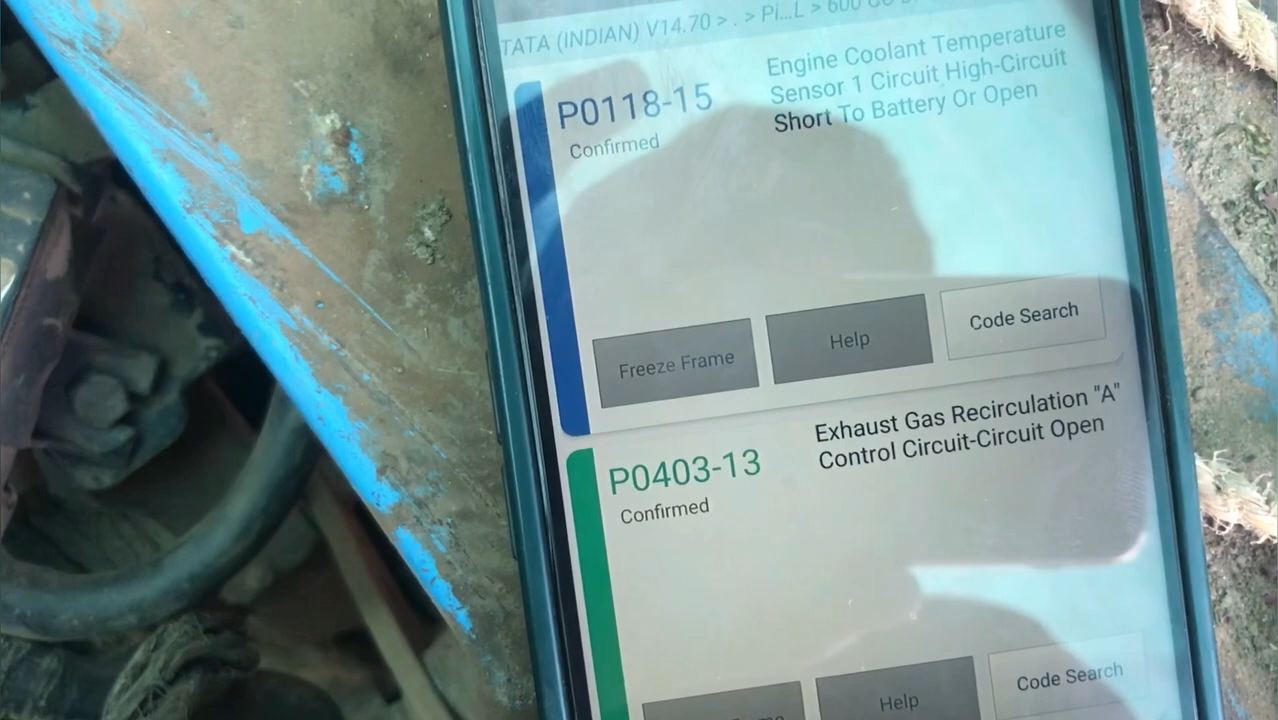 TATA (INDIAN) V14.70 > . > Pi...L > 600
P0118-15
Confirmed
Engine Coolant Temperature
Sensor 1 Circuit High-Circuit
Short To Battery Or Open
Freeze Frame
Help
Code Search
P0403-13
Confirmed
Exhaust Gas Recirculation "A"
Control Circuit-Circuit Open
Help
Code Search